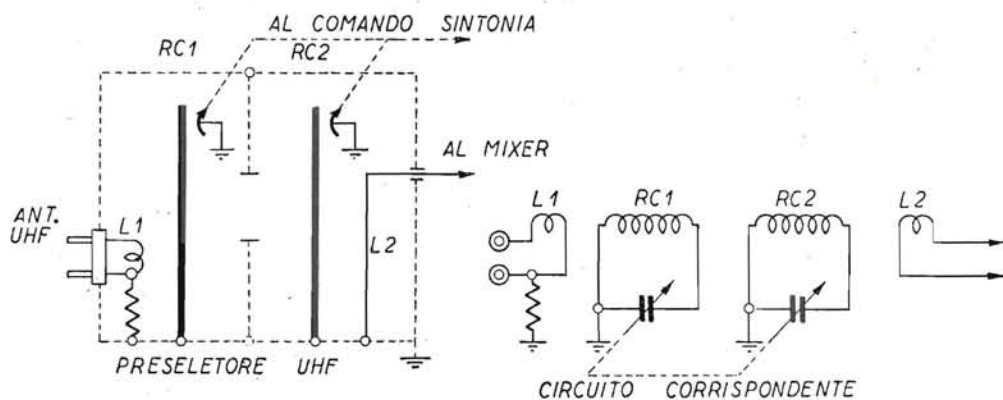 AL COMANDO SINTONIA
RC1
RC2
AL MIXER
ANT.
UHF
L1
L2
PRESELETORE UHF
L1
RC1
RC2
L2
CIRCUITO CORRISPONDENTE